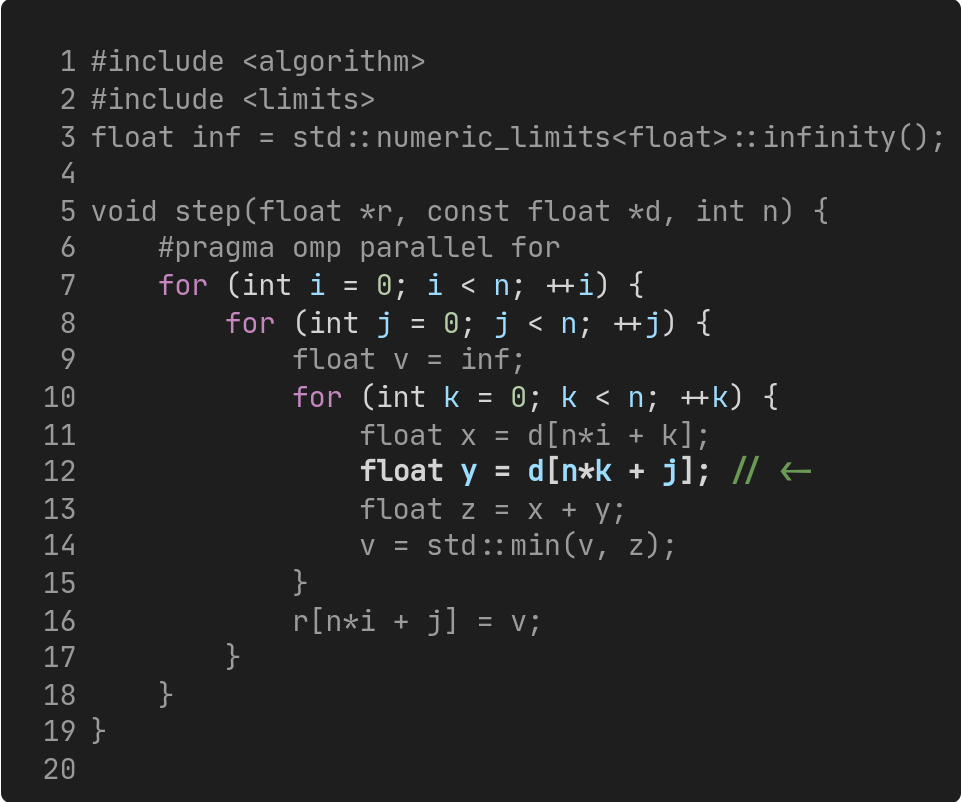 1 #include <algorithm>
2 #include <limits>
3 float inf = std::numeric_limits<float>::infinity();
4
5 void step(float *r, const float *d, int n) {
6     #pragma omp parallel for
7     for (int i = 0; i < n; ++i) {
8         for (int j = 0; j < n; ++j) {
9             float v = inf;
10             for (int k = 0; k < n; ++k) {
11                 float x = d[n*i + k];
12                 float y = d[n*k + j]; // <-
13                 float z = x + y;
14                 v = std::min(v, z);
15             }
16             r[n*i + j] = v;
17         }
18     }
19 }
20